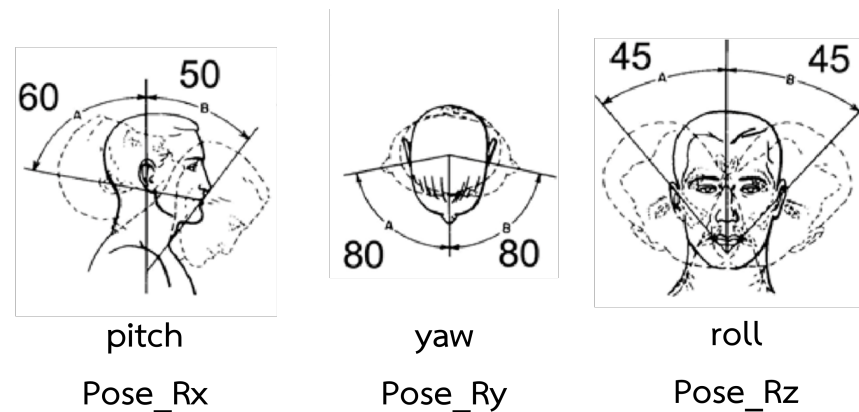 60 50
A B
80 80
A B
45 45
A B
pitch yaw roll
Pose_Rx Pose_Ry Pose_Rz